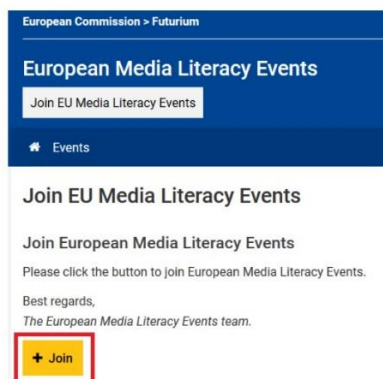 European Commission > Futurium
European Media Literacy Events
Join EU Media Literacy Events
Events
Join EU Media Literacy Events
Join European Media Literacy Events
Please click the button to join European Media Literacy Events.
Best regards,
The European Media Literacy Events team.
+ Join